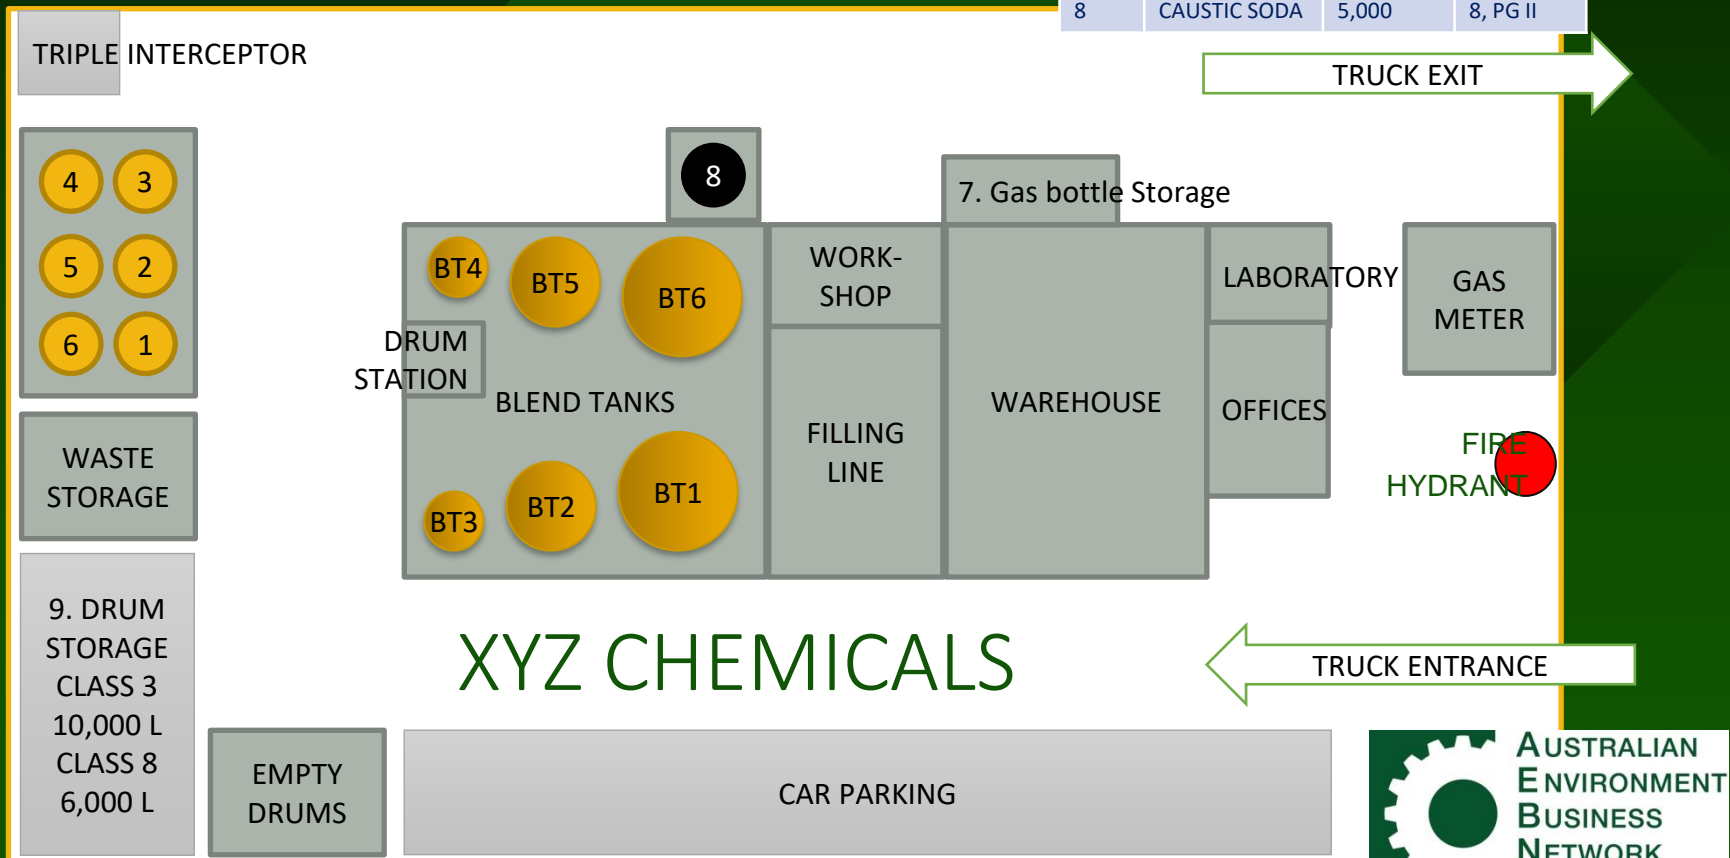 8 CAUSTIC SODA 5,000 8, PG II
TRIPLE INTERCEPTOR
TRUCK EXIT
4 3
5 2
6 1
8
7. Gas bottle Storage
BT4
BT5
BT6
WORK-
SHOP
LABORATORY
GAS
METER
DRUM
STATION
BLEND TANKS
FILLING
LINE
WAREHOUSE
OFFICES
FIRE
HYDRANT
WASTE
STORAGE
BT3
BT2
BT1
9. DRUM
STORAGE
CLASS 3
10,000 L
CLASS 8
6,000 L
XYZ CHEMICALS
TRUCK ENTRANCE
EMPTY
DRUMS
CAR PARKING
AUSTRALIAN
ENVIRONMENT
BUSINESS
NETWORK